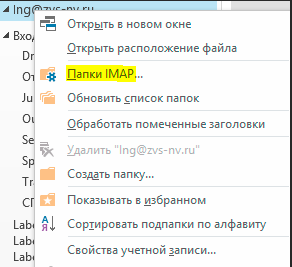 lng@zvs-nv.ru
Открыть в новом окне
Вход
Открыть расположение файла
Dr
Папки IMAP...
От
Ju
Обновить список папок
Ou
Обработать помеченные заголовки
Se
Sp
Удалить "lng@zvs-nv.ru"
Tra
Создать папку...
СП
Показывать в избранном
Labe
Сортировать подпапки по алфавиту
Labe
Labe
Свойства учетной записи...